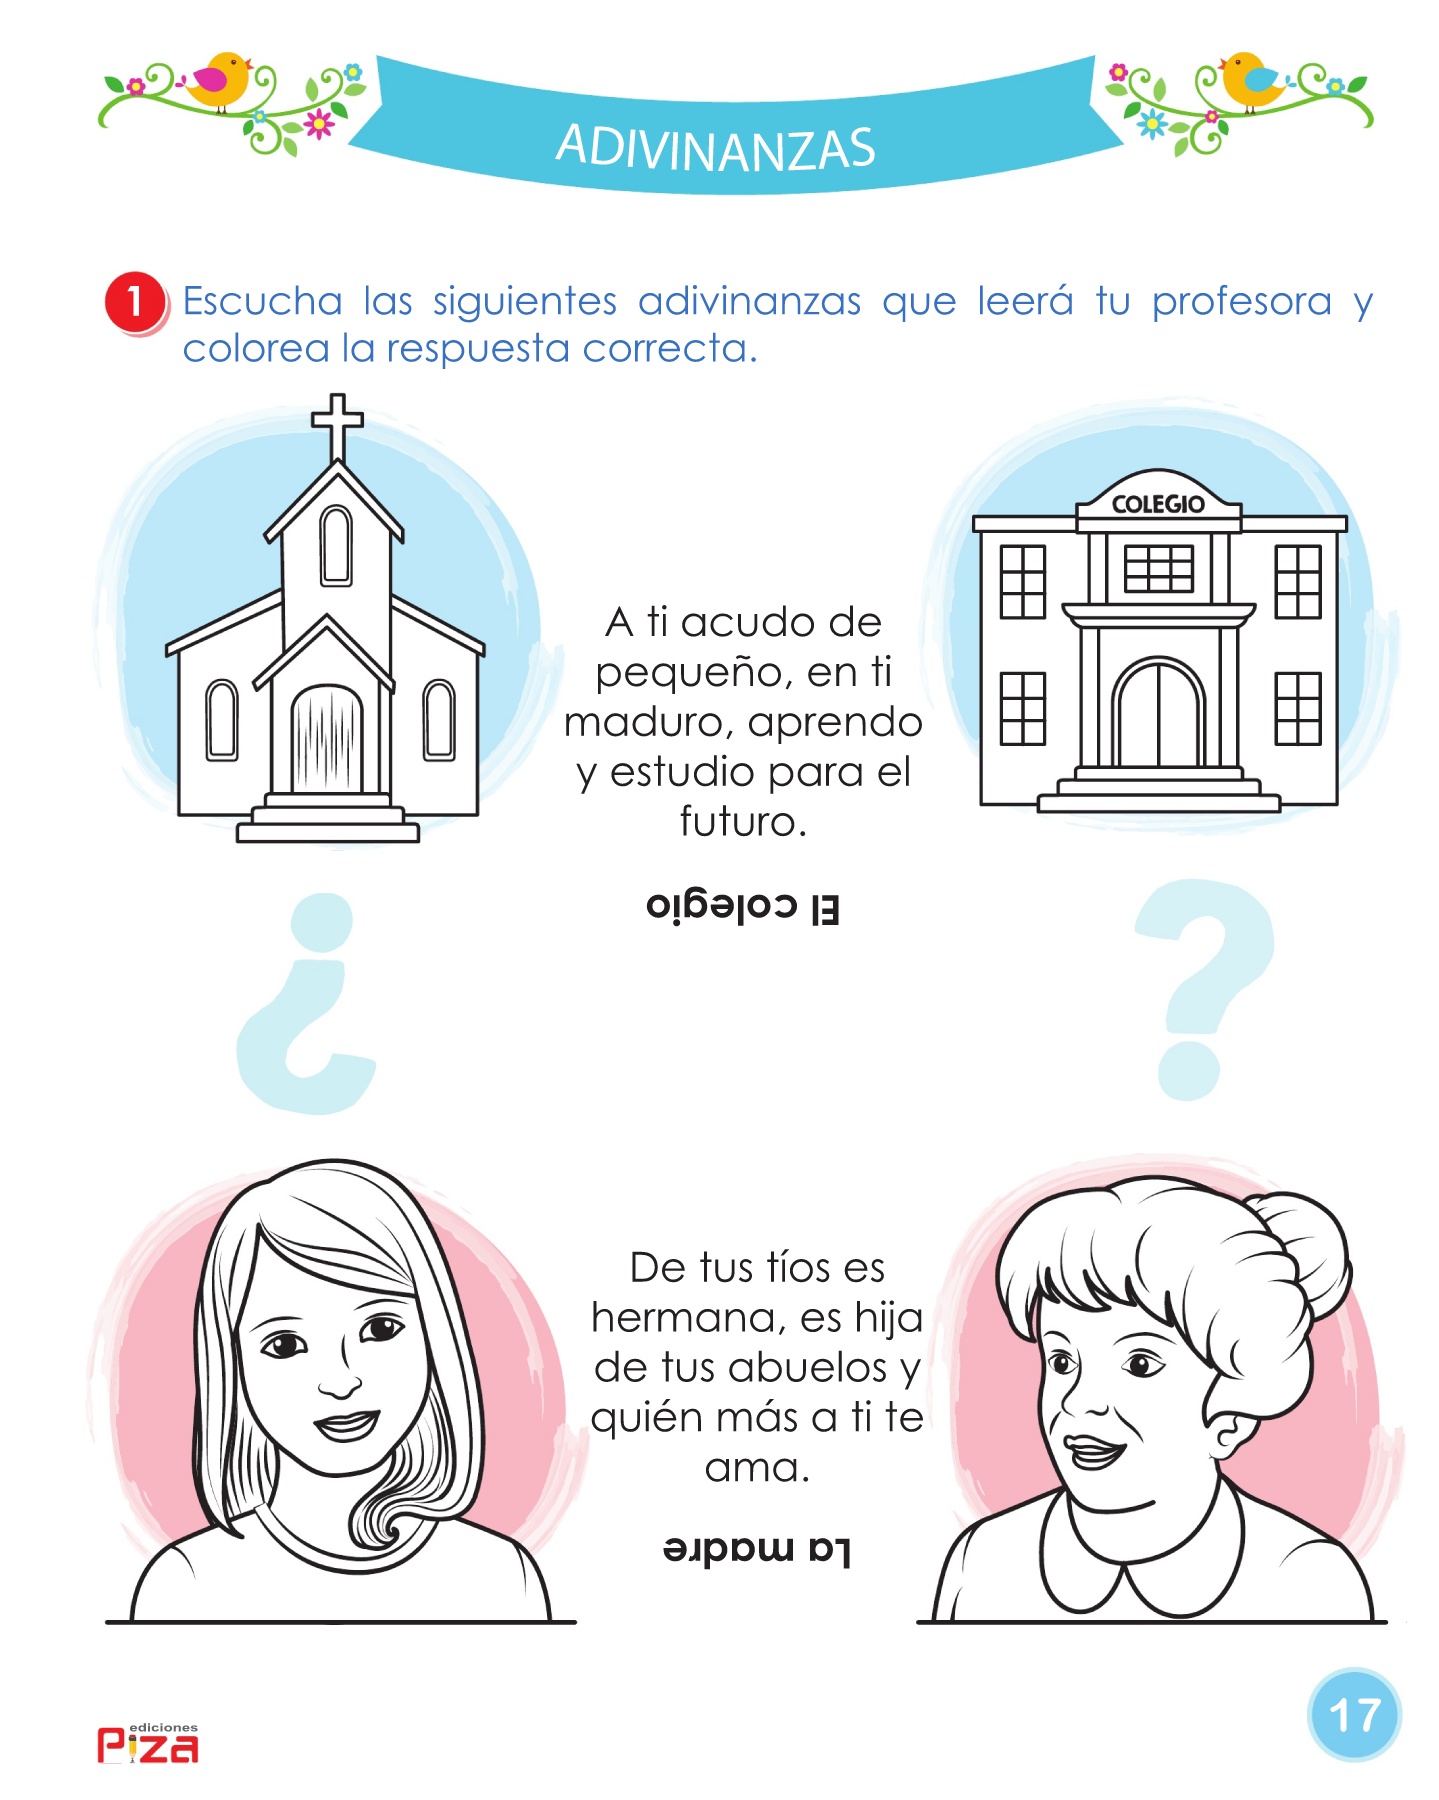 ADIVINANZAS
1 Escucha las siguientes adivinanzas que leerá tu profesora y
colorea la respuesta correcta.
COLEGIO
A ti acudo de
pequeño, en ti
maduro, aprendo
y estudio para el
futuro.
El colegio
¿ ?
De tus tíos es
hermana, es hija
de tus abuelos y
quién más a ti te
ama.
La madre
ediciones
Piza
17